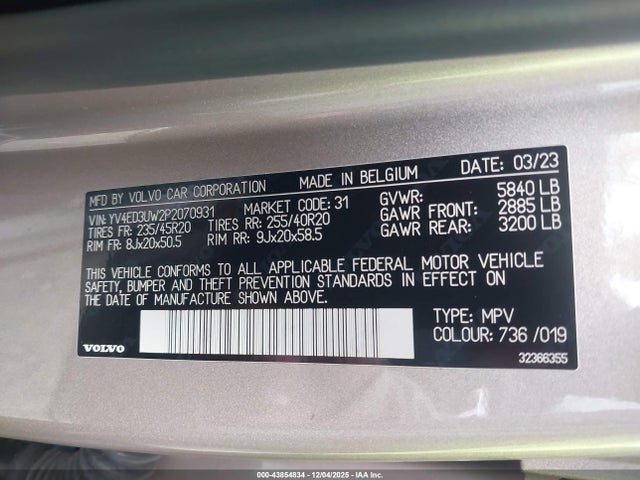 MFD BY VOLVO CAR CORPORATION MADE IN BELGIUM DATE: 03/23
VIN: YV4ED3UW2P2070931 MARKET CODE: 31 GVWR: 5840 LB
TIRES FR: 235/45R20 TIRES RR: 255/40R20 GAWR FRONT: 2885 LB
RIM FR: 8Jx20x50.5 RIM RR: 9Jx20x58.5 GAWR REAR: 3200 LB
THIS VEHICLE CONFORMS TO ALL APPLICABLE FEDERAL MOTOR VEHICLE
SAFETY, BUMPER AND THEFT PREVENTION STANDARDS IN EFFECT ON
THE DATE OF MANUFACTURE SHOWN ABOVE.
TYPE: MPV
COLOUR: 736 /019
VOLVO
32366355
000-43854834 - 12/04/2025 - IAAI Inc.